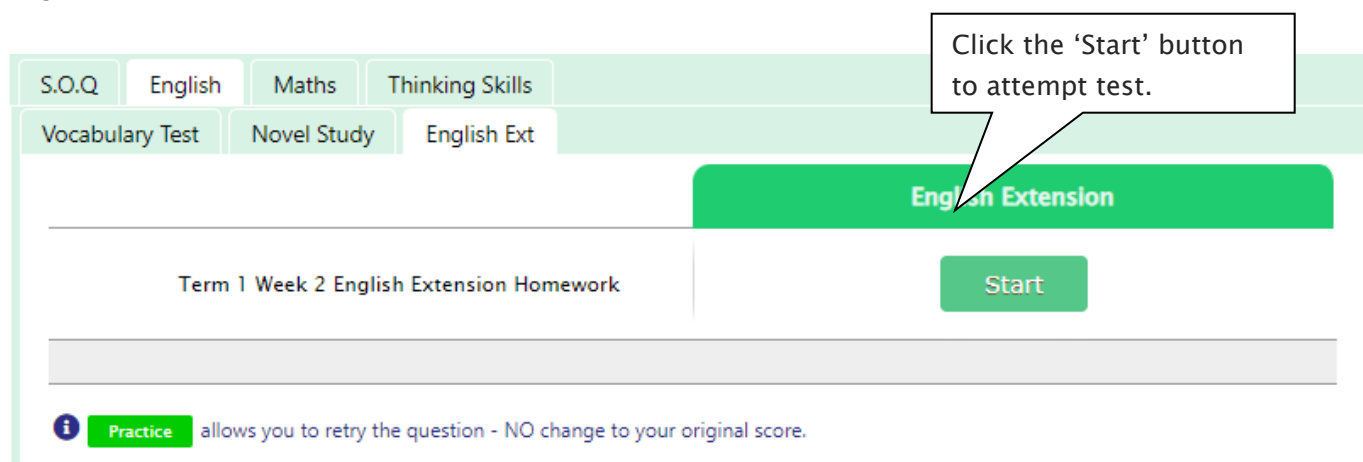 Click the ‘Start’ button
to attempt test.
S.O.Q English Maths Thinking Skills
Vocabulary Test Novel Study English Ext
English Extension
Term 1 Week 2 English Extension Homework Start
Practice allows you to retry the question - NO change to your original score.